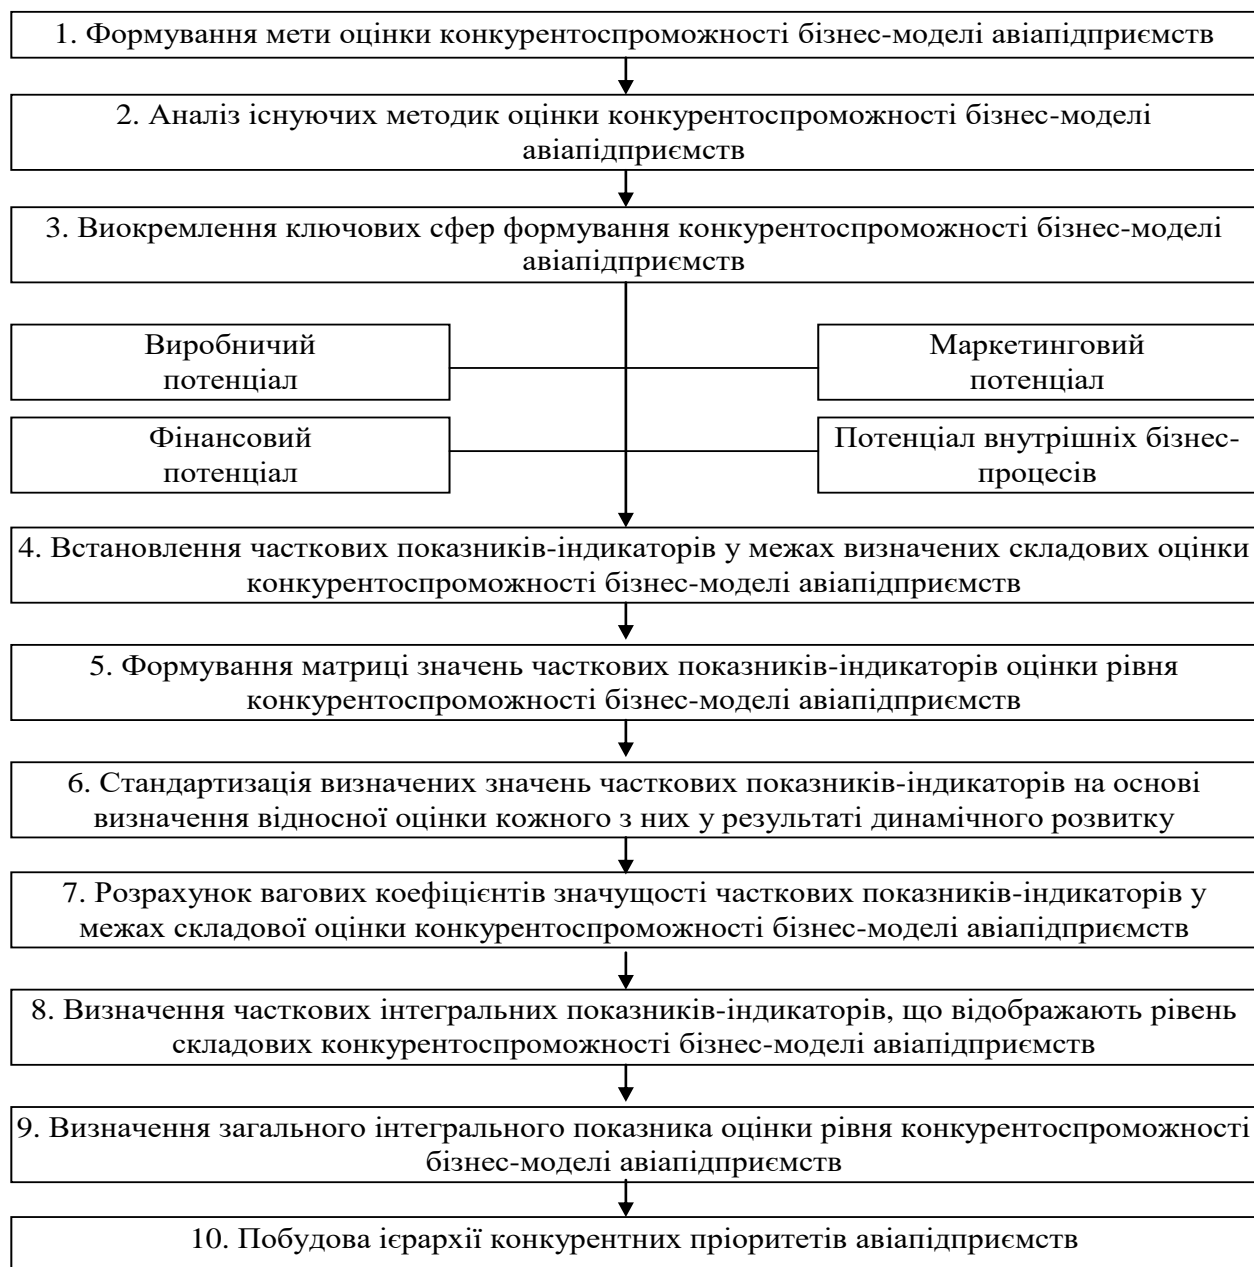 1. Формування мети оцінки конкурентоспроможності бізнес-моделі авіапідприємств
2. Аналіз існуючих методик оцінки конкурентоспроможності бізнес-моделі
авіапідприємств
3. Виокремлення ключових сфер формування конкурентоспроможності бізнес-моделі
авіапідприємств
Виробничий
потенціал
Маркетинговий
потенціал
Фінансовий
потенціал
Потенціал внутрішніх бізнес-
процесів
4. Встановлення часткових показників-індикаторів у межах визначених складових оцінки
конкурентоспроможності бізнес-моделі авіапідприємств
5. Формування матриці значень часткових показників-індикаторів оцінки рівня
конкурентоспроможності бізнес-моделі авіапідприємств
6. Стандартизація визначених значень часткових показників-індикаторів на основі
визначення відносної оцінки кожного з них у результаті динамічного розвитку
7. Розрахунок вагових коефіцієнтів значущості часткових показників-індикаторів у
межах складової оцінки конкурентоспроможності бізнес-моделі авіапідприємств
8. Визначення часткових інтегральних показників-індикаторів, що відображають рівень
складових конкурентоспроможності бізнес-моделі авіапідприємств
9. Визначення загального інтегрального показника оцінки рівня конкурентоспроможності
бізнес-моделі авіапідприємств
10. Побудова ієрархії конкурентних пріоритетів авіапідприємств